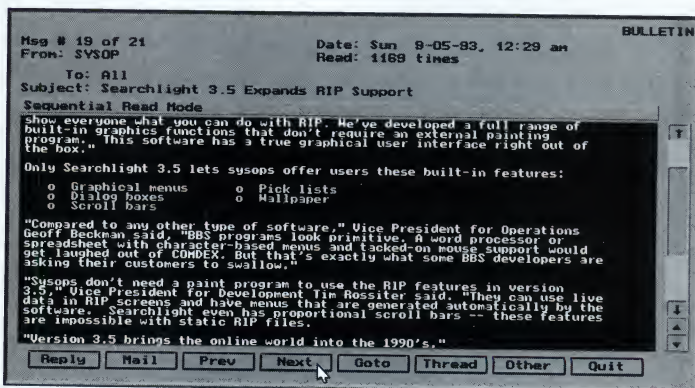 BULLETIN
Msg # 19 of 21
Date: Sun 9-05-93, 12:29 am
From: SYSOP
Read: 1169 times
To: All
Subject: Searchlight 3.5 Expands RIP Support
Sequential Read Mode
show everyone what you can do with RIP. We've developed a full range of
built-in graphics functions that don't require an external painting
program. This software has a true graphical user interface right out of
the box."
Only Searchlight 3.5 lets sysops offer users these built-in features:
o Graphical menus o Pick lists
o Dialog boxes o Wallpaper
o Scroll bars
"Compared to any other type of software," Vice President for Operations
Geoff Beckman said, "BBS programs look primitive. A word processor or
spreadsheet with character-based menus and tacked-on mouse support would
get laughed out of COMDEX. But that's exactly what some BBS developers are
asking their customers to swallow."
"Sysops don't need a paint program to use the RIP features in version
3.5," Vice President for Development Tim Rossiter said. "They can use live
data in RIP screens and have menus that are generated automatically by the
software. Searchlight even has proportional scroll bars -- these features
are impossible with static RIP files.
"Version 3.5 brings the online world into the 1990's."
Reply Mail Prev Next Goto Thread Other Quit